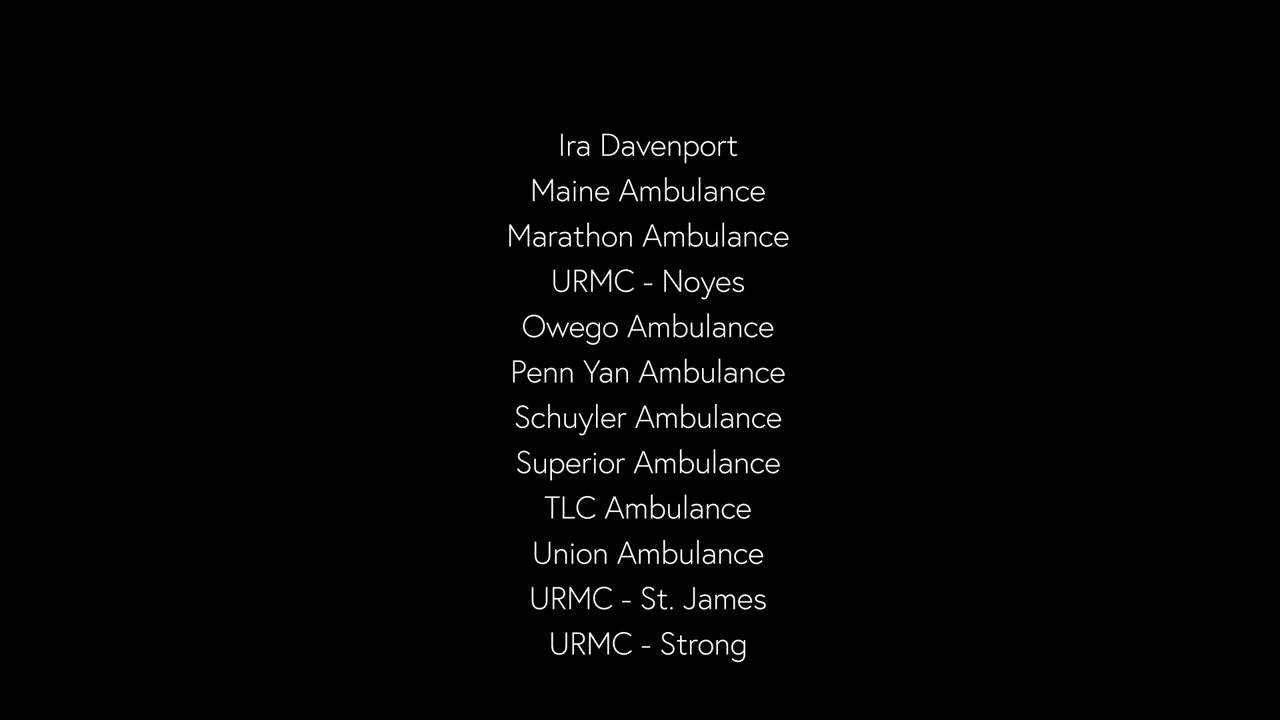 Ira Davenport
Maine Ambulance
Marathon Ambulance
URMC - Noyes
Owego Ambulance
Penn Yan Ambulance
Schuyler Ambulance
Superior Ambulance
TLC Ambulance
Union Ambulance
URMC - St. James
URMC - Strong